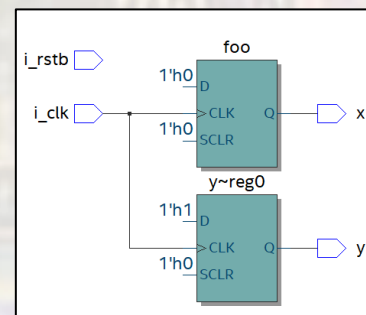 foo
i_rstb
1'h0
D
i_clk
CLK Q x
1'h0
SCLR
y~reg0
1'h1
D
CLK Q y
1'h0
SCLR